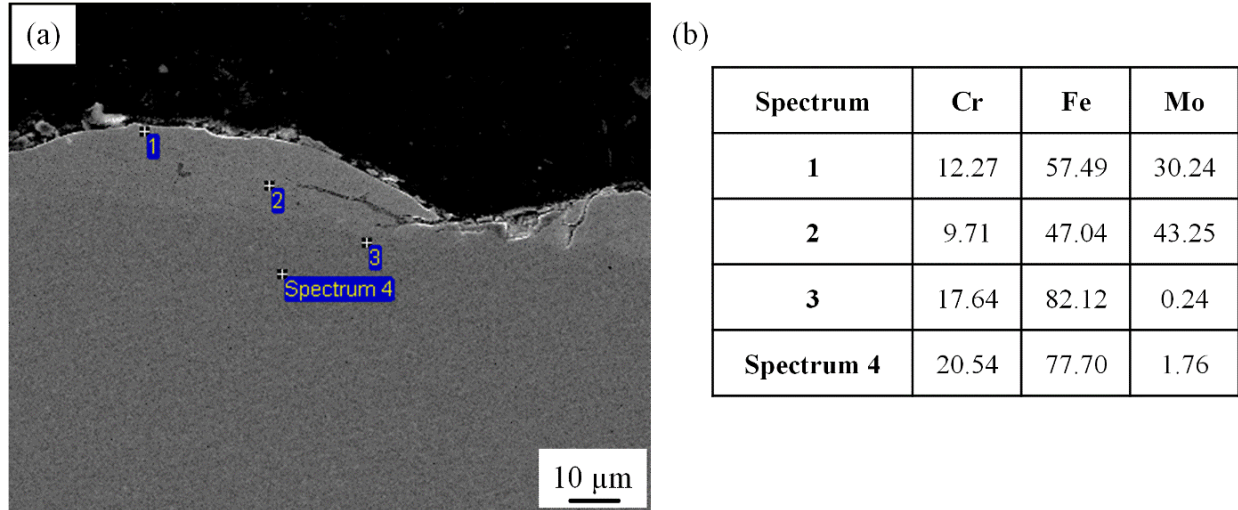 (a)
1
2
3
Spectrum 4
10 µm
(b)
Spectrum Cr Fe Mo
1 12.27 57.49 30.24
2 9.71 47.04 43.25
3 17.64 82.12 0.24
Spectrum 4 20.54 77.70 1.76